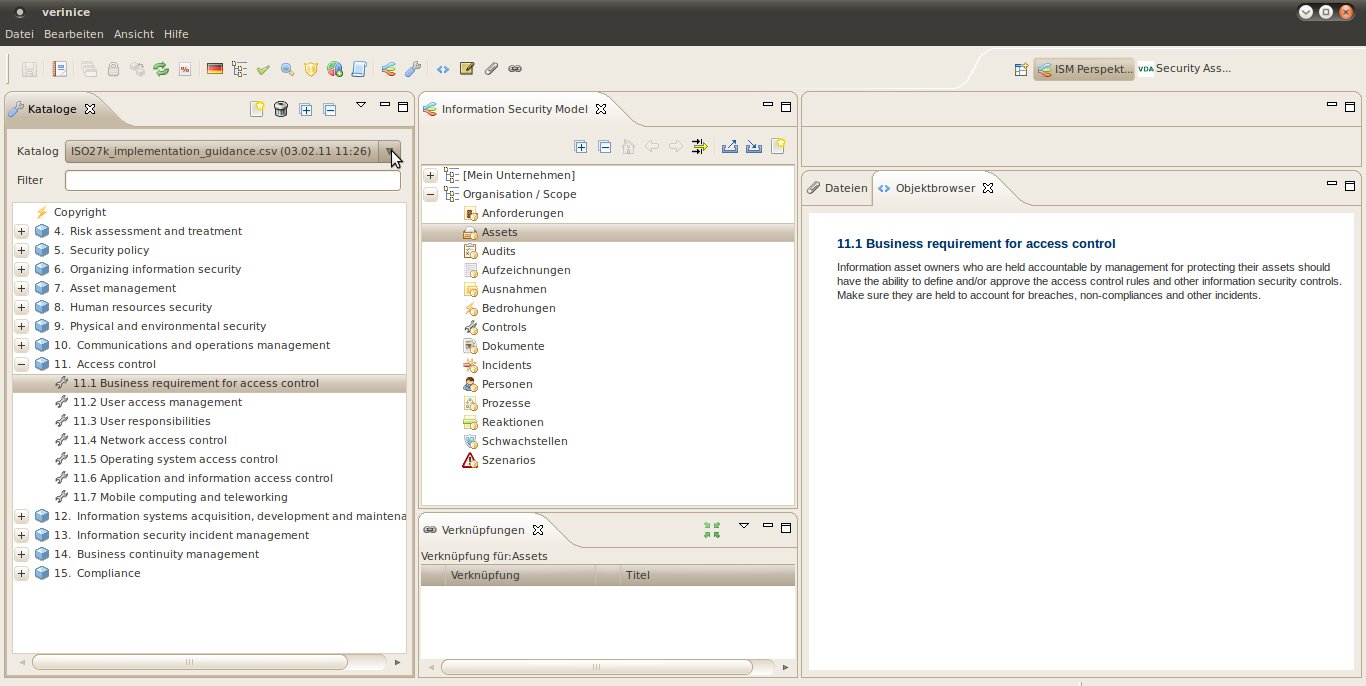 verinice
Datei Bearbeiten Ansicht Hilfe
ISM Perspekt... VDA Security Ass...
Kataloge
Katalog ISO27k_implementation_guidance.csv (03.02.11 11:26)
Filter
Copyright
4. Risk assessment and treatment
5. Security policy
6. Organizing information security
7. Asset management
8. Human resources security
9. Physical and environmental security
10. Communications and operations management
11. Access control
11.1 Business requirement for access control
11.2 User access management
11.3 User responsibilities
11.4 Network access control
11.5 Operating system access control
11.6 Application and information access control
11.7 Mobile computing and teleworking
12. Information systems acquisition, development and maintena
13. Information security incident management
14. Business continuity management
15. Compliance
Information Security Model
[Mein Unternehmen]
Organisation / Scope
Anforderungen
Assets
Audits
Aufzeichnungen
Ausnahmen
Bedrohungen
Controls
Dokumente
Incidents
Personen
Prozesse
Reaktionen
Schwachstellen
Szenarios
Verknüpfungen
Verknüpfung für:Assets
Verknüpfung Titel
Dateien Objektbrowser
11.1 Business requirement for access control
Information asset owners who are held accountable by management for protecting their assets should
have the ability to define and/or approve the access control rules and other information security controls.
Make sure they are held to account for breaches, non-compliances and other incidents.